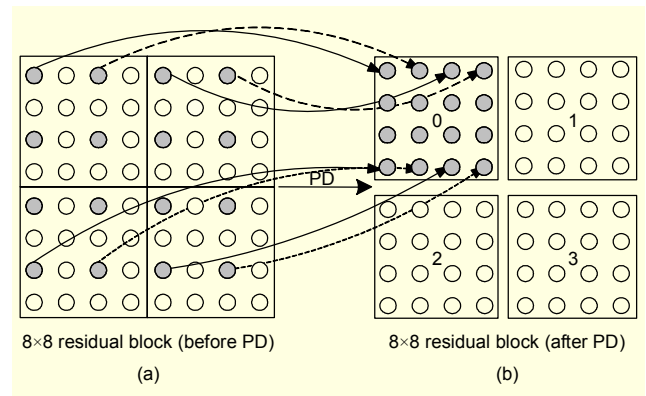 0
1
PD
2
3
8×8 residual block (before PD)
8×8 residual block (after PD)
(a)
(b)